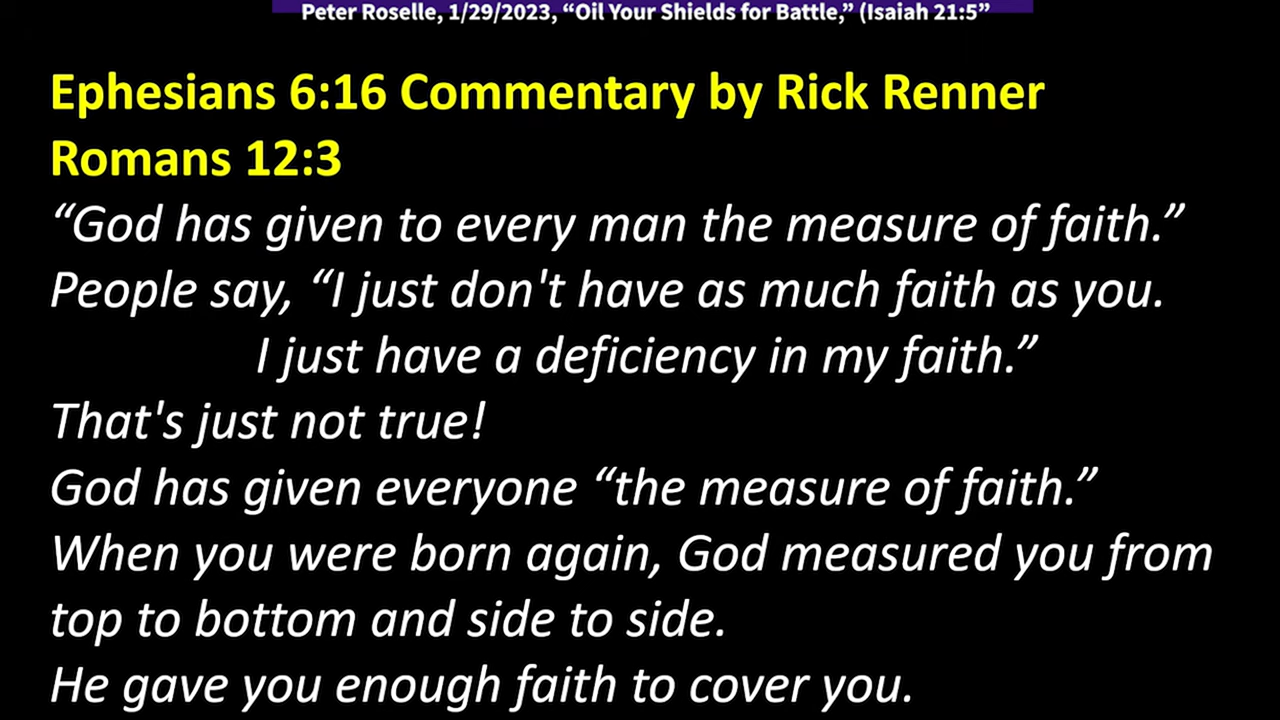 Peter Roselle, 1/29/2023, “Oil Your Shields for Battle,” (Isaiah 21:5”
Ephesians 6:16 Commentary by Rick Renner
Romans 12:3
“God has given to every man the measure of faith.”
People say, “I just don't have as much faith as you.
I just have a deficiency in my faith.”
That's just not true!
God has given everyone “the measure of faith.”
When you were born again, God measured you from
top to bottom and side to side.
He gave you enough faith to cover you.